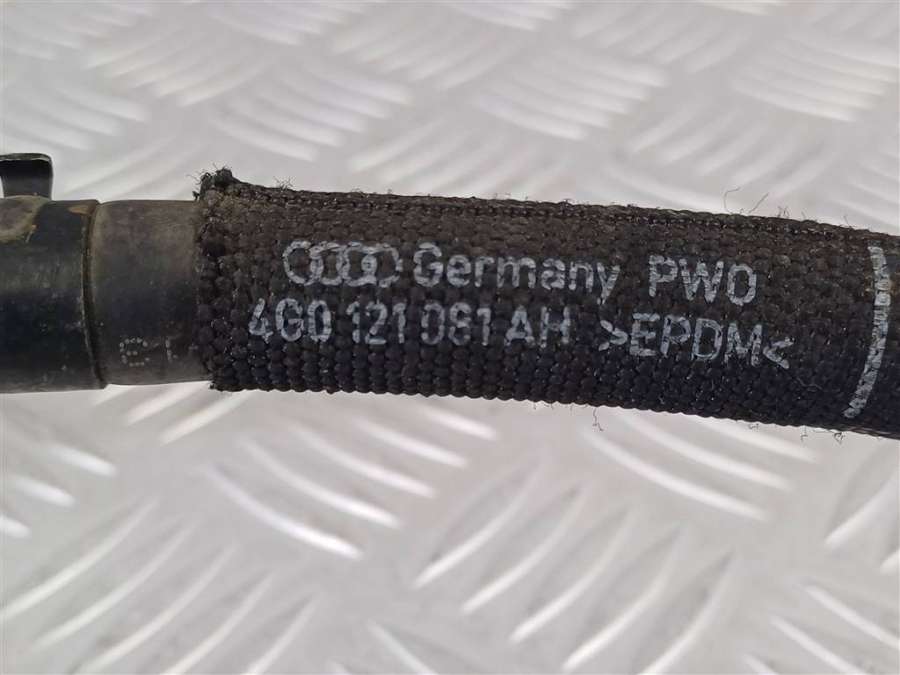 Germany PWO
4G0 121 081 AH >EPDM<